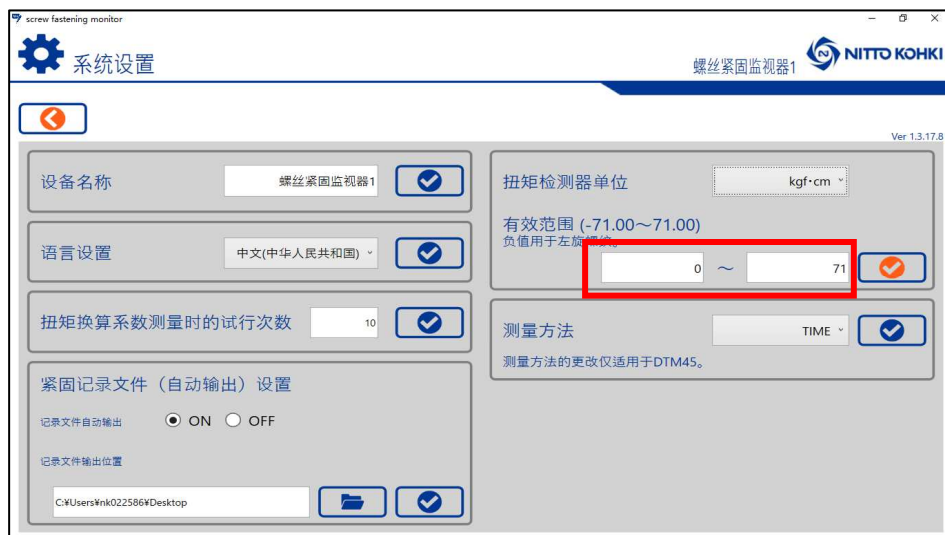 screw fastening monitor
系统设置
螺丝紧固监视器1
NITTO KOHKI
Ver 1.3.17.8
设备名称
螺丝紧固监视器1
语言设置
中文(中华人民共和国)
扭矩换算系数测量时的试行次数
10
紧固记录文件（自动输出）设置
记录文件自动输出
ON
OFF
记录文件输出位置
C:¥Users¥nk022586¥Desktop
扭矩检测器单位
kgf·cm
有效范围 (-71.00～71.00)
负值用于左旋螺纹。
0 ～ 71
测量方法
TIME
测量方法的更改仅适用于DTM45。